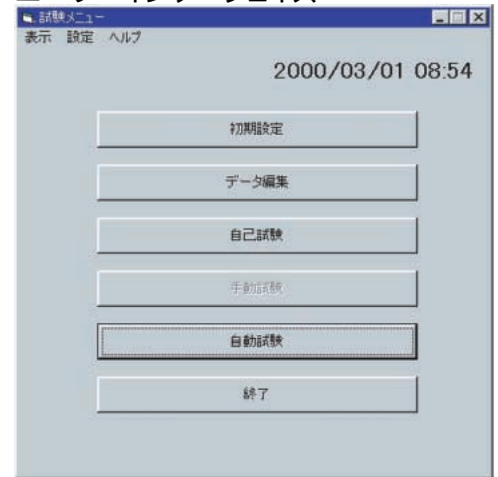 試験メニュー
表示 設定 ヘルプ
2000/03/01 08:54
初期設定
データ編集
自己試験
手動試験
自動試験
終了